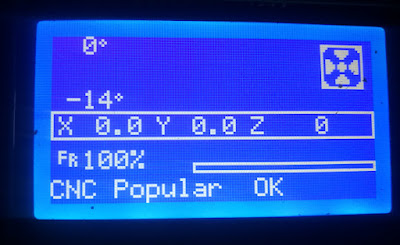 0°
-14°
X 0.0 Y 0.0 Z 0
FR 100%
CNC Popular OK